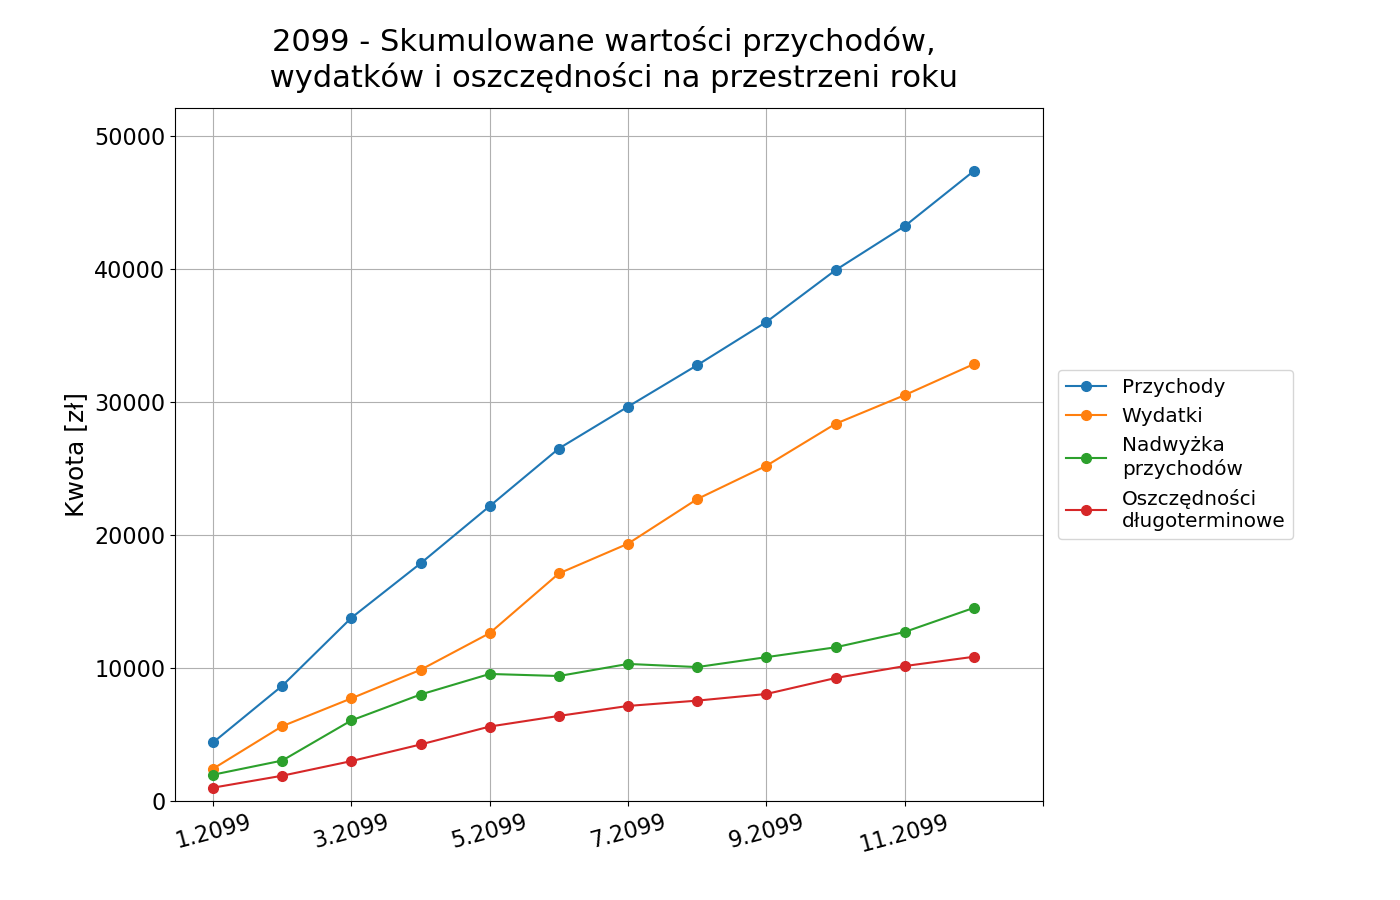 2099 - Skumulowane wartości przychodów,
wydatków i oszczędności na przestrzeni roku
Kwota [zł]
50000
40000
30000
20000
10000
0
1.2099
3.2099
5.2099
7.2099
9.2099
11.2099
Przychody
Wydatki
Nadwyżka
przychodów
Oszczędności
długoterminowe